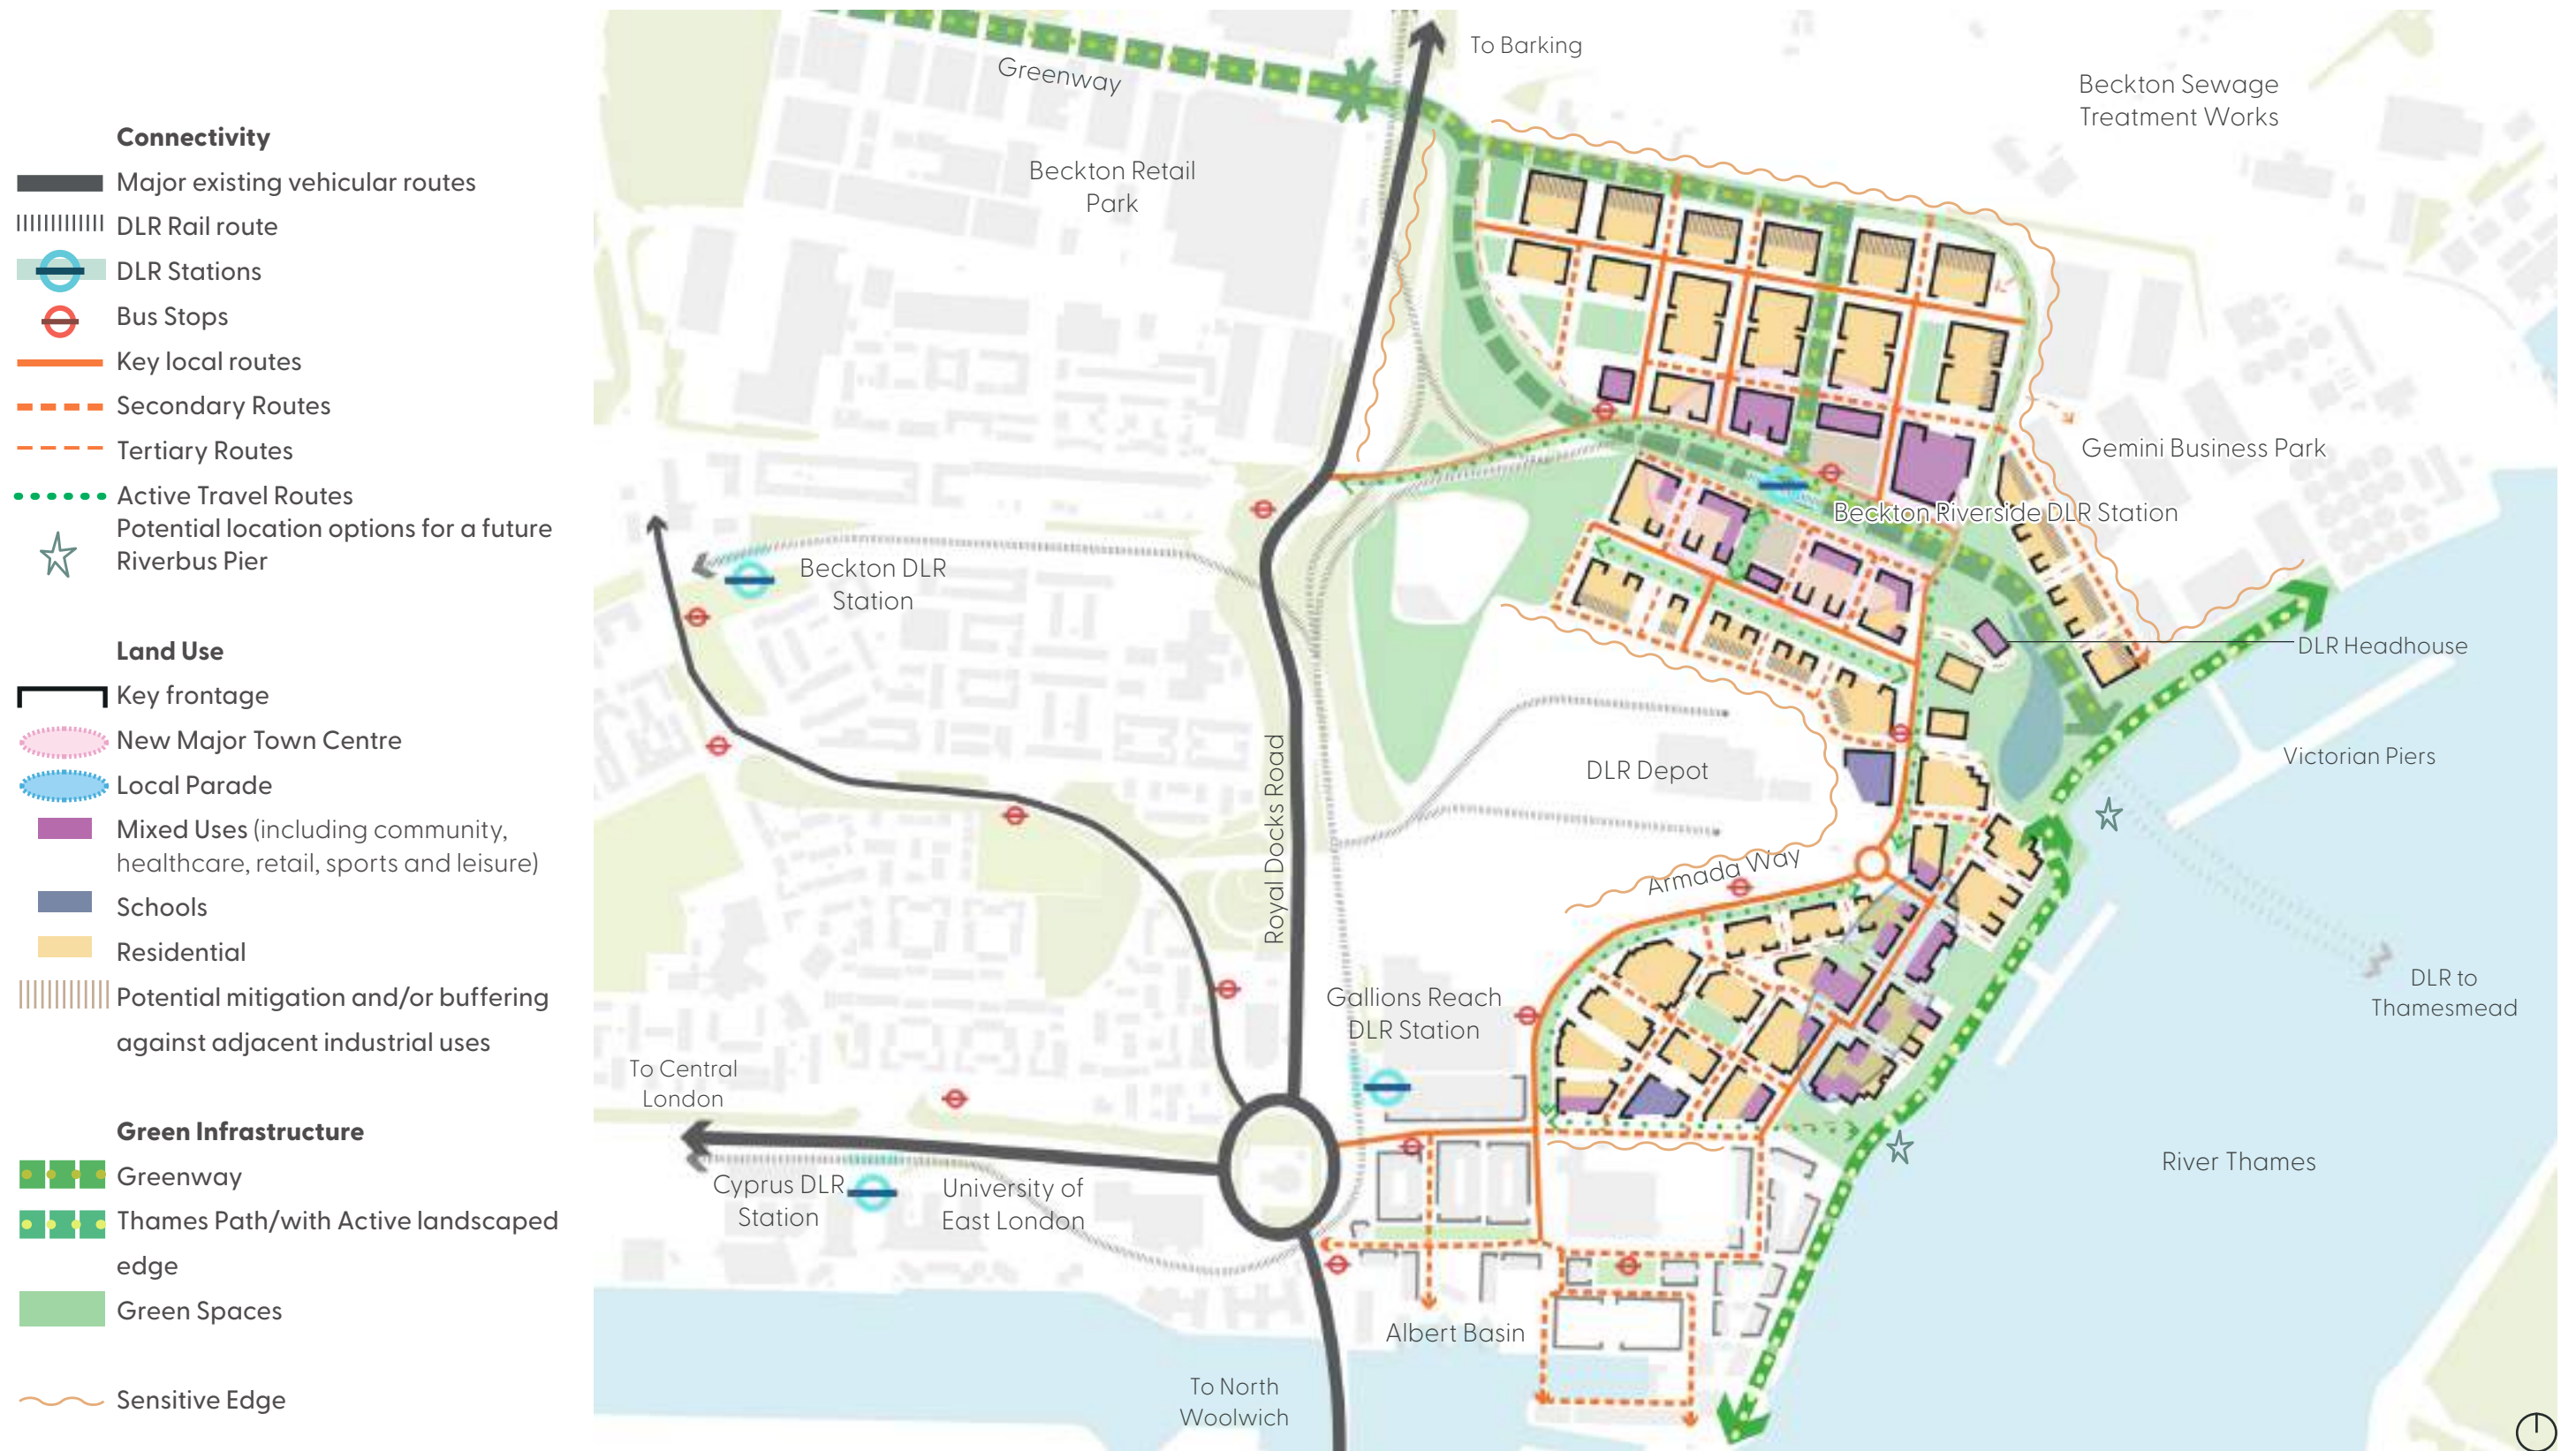 Connectivity
Major existing vehicular routes
DLR Rail route
DLR Stations
Bus Stops
Key local routes
Secondary Routes
Tertiary Routes
Active Travel Routes
Potential location options for a future
Riverbus Pier
Land Use
Key frontage
New Major Town Centre
Local Parade
Mixed Uses (including community,
healthcare, retail, sports and leisure)
Schools
Residential
Potential mitigation and/or buffering
against adjacent industrial uses
Green Infrastructure
Greenway
Thames Path/with Active landscaped
edge
Green Spaces
Sensitive Edge
To Barking
Greenway
Beckton Sewage
Treatment Works
Beckton Retail
Park
Gemini Business Park
Beckton Riverside DLR Station
Beckton DLR
Station
DLR Headhouse
Victorian Piers
DLR Depot
Royal Docks Road
Armada Way
DLR to
Thamesmead
Gallions Reach
DLR Station
To Central
London
River Thames
Cyprus DLR
Station
University of
East London
Albert Basin
To North
Woolwich